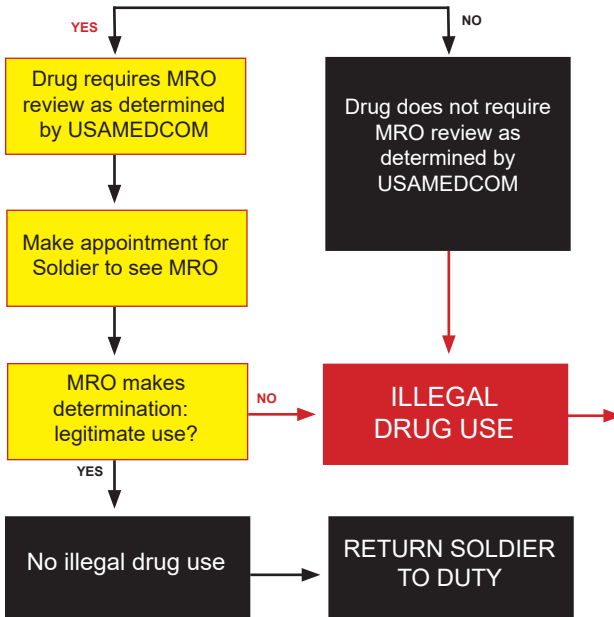 YES
NO
Drug requires MRO
review as determined
by USAMEDCOM
Drug does not require
MRO review as
determined by
USAMEDCOM
Make appointment for
Soldier to see MRO
MRO makes
determination:
legitimate use?
NO
ILLEGAL
DRUG USE
YES
No illegal drug use
RETURN SOLDIER
TO DUTY